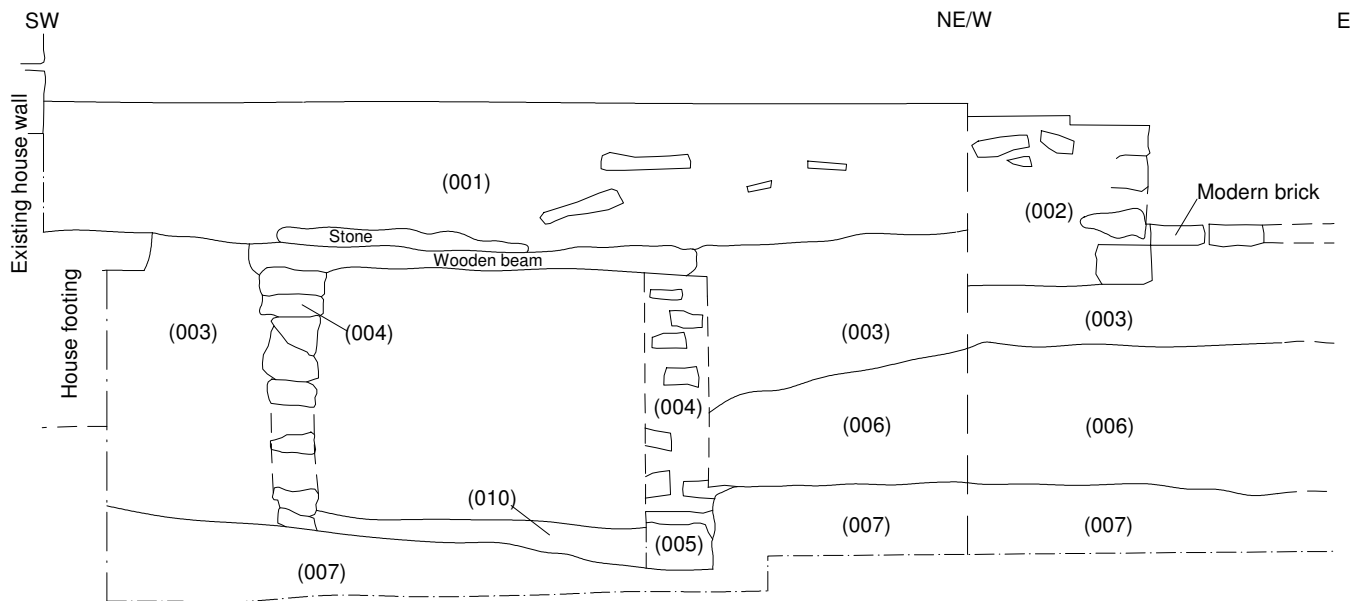 SW
NE/W
E
Existing house wall
(001)
(002)
Modern brick
Stone
Wooden beam
House footing
(003)
(004)
(003)
(003)
(004)
(006)
(006)
(010)
(005)
(007)
(007)
(007)